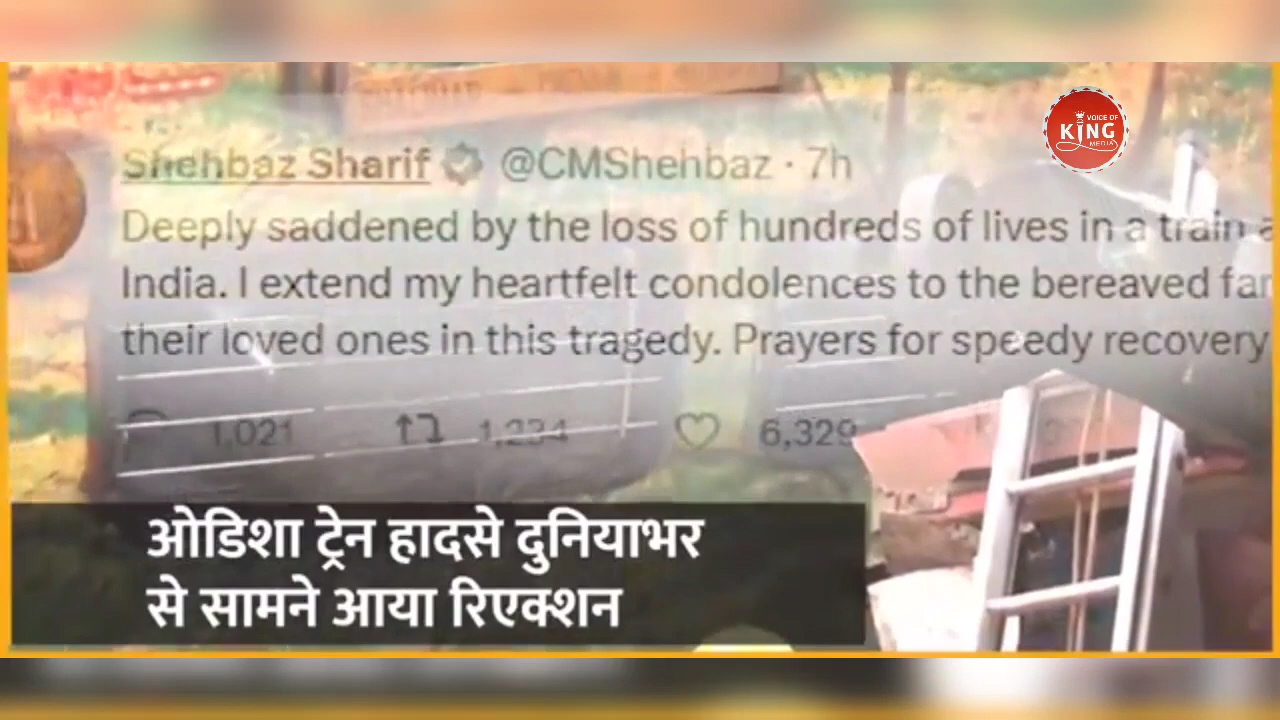 VOICE OF
KING
MEDIA
Shehbaz Sharif @CMShehbaz · 7h
Deeply saddened by the loss of hundreds of lives in a train
India. I extend my heartfelt condolences to the bereaved
their loved ones in this tragedy. Prayers for speedy recovery
1,021 1,234 6,329
ओडिशा ट्रेन हादसे दुनियाभर
से सामने आया रिएक्शन